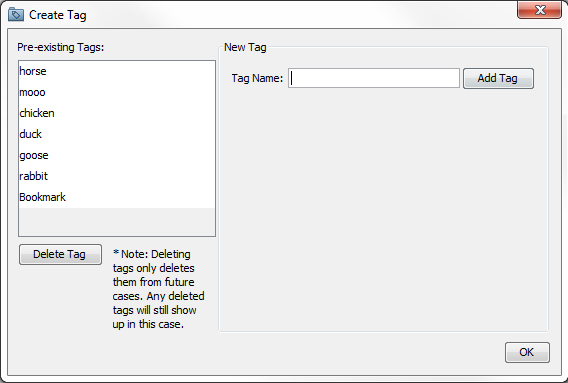 Create Tag
Pre-existing Tags:
horse
mooo
chicken
duck
goose
rabbit
Bookmark
Delete Tag
* Note: Deleting
tags only deletes
them from future
cases. Any deleted
tags will still show
up in this case.
New Tag
Tag Name:
Add Tag
OK